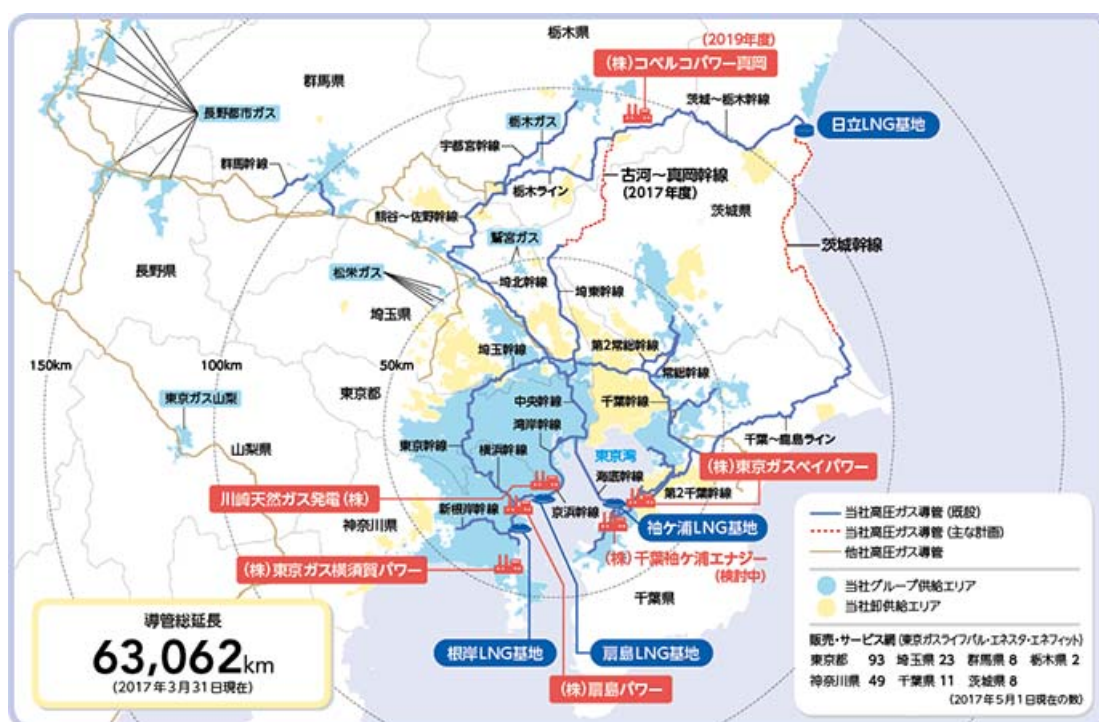 栃木県
(2019年度)
(株)コベルコパワー真岡
群馬県
茨城〜栃木幹線
長野都市ガス
栃木ガス
日立LNG基地
宇都宮幹線
群馬幹線
古河〜真岡幹線
(2017年度)
栃木ライン
茨城県
熊谷〜佐野幹線
鷲宮ガス
茨城幹線
長野県
松栄ガス
埼北幹線
埼東幹線
埼玉県
第2常総幹線
埼玉幹線
常総幹線
150km
100km
50km
東京都
中央幹線
千葉幹線
東京ガス山梨
湾岸幹線
千葉〜鹿島ライン
東京幹線
横浜幹線
東京湾
山梨県
(株)東京ガスベイパワー
海底幹線
川崎天然ガス発電(株)
第2千葉幹線
新根岸幹線
京浜幹線
神奈川県
袖ケ浦LNG基地
(株)千葉袖ケ浦エナジー
(検討中)
(株)東京ガス横須賀パワー
千葉県
根岸LNG基地
扇島LNG基地
(株)扇島パワー
導管総延長
63,062km
(2017年3月31日現在)
当社高圧ガス導管(既設)
当社高圧ガス導管(主な計画)
他社高圧ガス導管
当社グループ供給エリア
当社卸供給エリア
販売・サービス網(東京ガスライフバル・エネスタ・エネフィット)
東京都 93 埼玉県 23 群馬県 8 栃木県 2
神奈川県 49 千葉県 11 茨城県 8
(2017年5月1日現在の数)